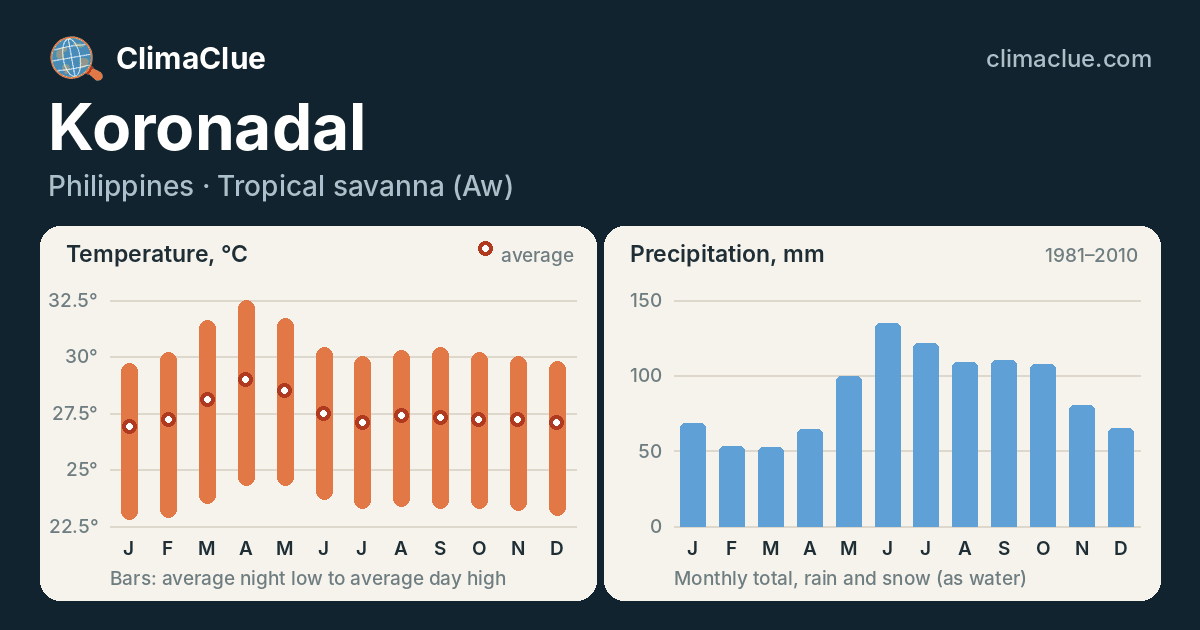 ClimaClue
climaclue.com
Koronadal
Philippines · Tropical savanna (Aw)
Temperature, °C
average
32.5°
30°
27.5°
25°
22.5°
J F M A M J J A S O N D
Bars: average night low to average day high
Precipitation, mm
1981–2010
150
100
50
0
J F M A M J J A S O N D
Monthly total, rain and snow (as water)